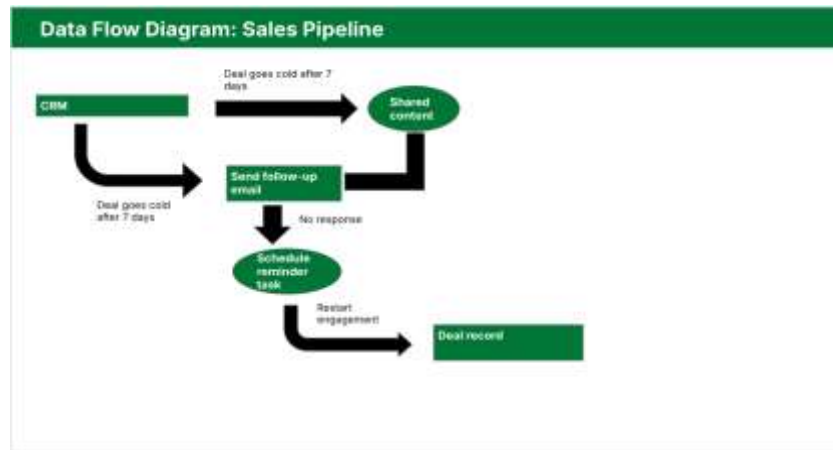 Data Flow Diagram: Sales Pipeline
Deal goes cold after 7
days
CRM
Shared
content
Send follow-up
email
Deal goes cold
after 7 days
No response
Schedule
reminder
task
Restart
engagement
Deal record